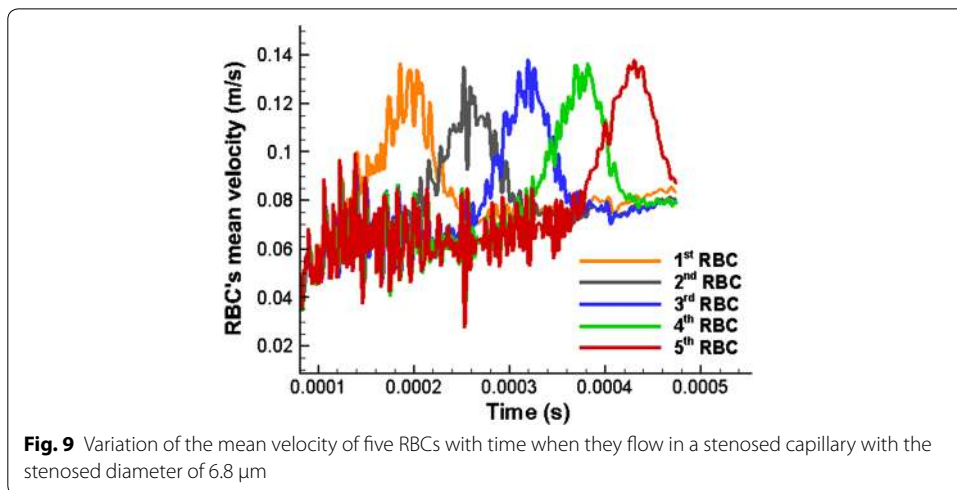 0.14
0.12
0.1
0.08
0.06
0.04
0.02
RBC's mean velocity (m/s)
1st RBC
2nd RBC
3rd RBC
4th RBC
5th RBC
0.0001 0.0002 0.0003 0.0004 0.0005
Time (s)
Fig. 9 Variation of the mean velocity of five RBCs with time when they flow in a stenosed capillary with the
stenosed diameter of 6.8 μm